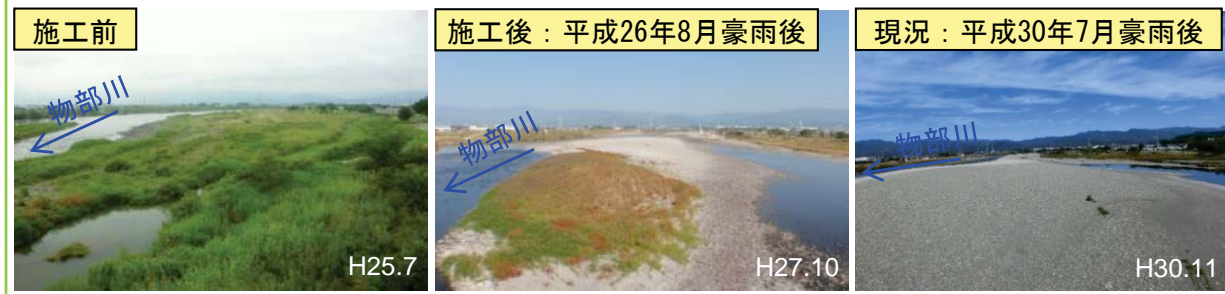 施工前
物部川
H25.7
施工後：平成26年8月豪雨後
物部川
H27.10
現況：平成30年7月豪雨後
物部川
H30.11